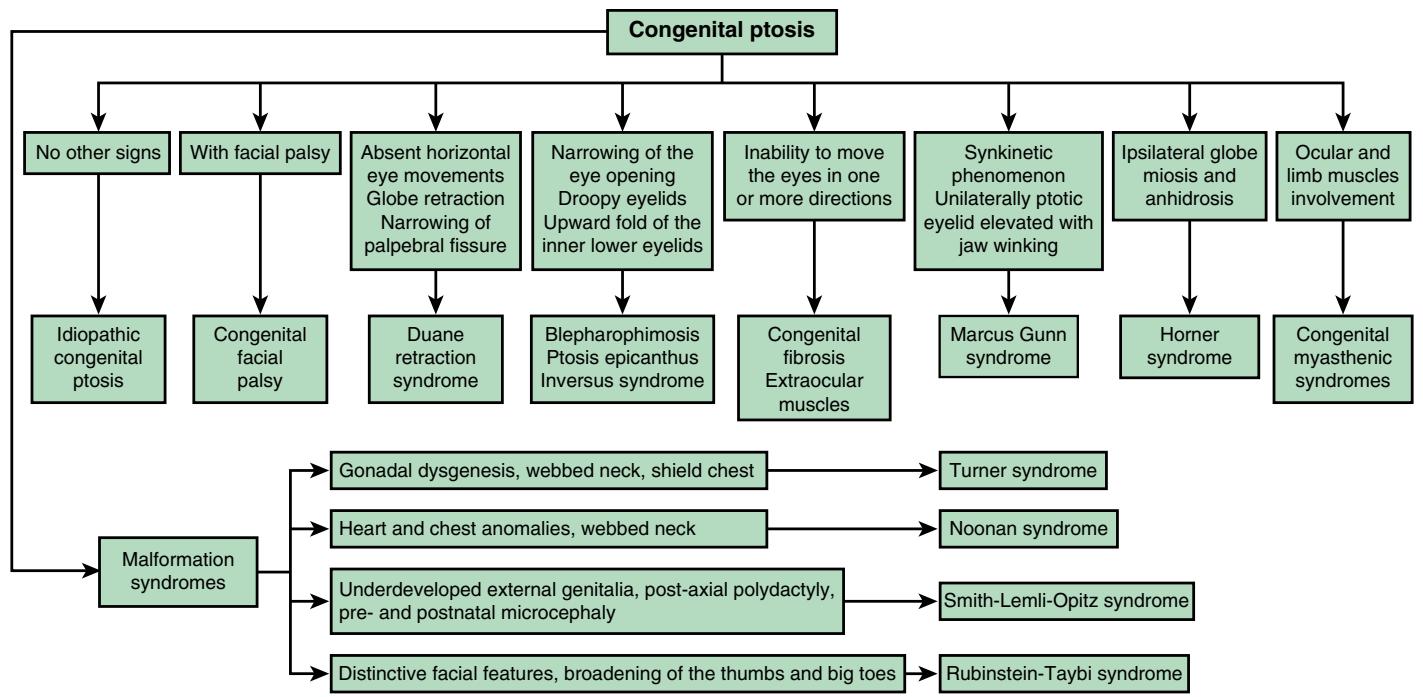 Congenital ptosis
No other signs
With facial palsy
Absent horizontal
eye movements
Globe retraction
Narrowing of
palpebral fissure
Narrowing of the
eye opening
Droopy eyelids
Upward fold of the
inner lower eyelids
Inability to move
the eyes in one
or more directions
Synkinetic
phenomenon
Unilaterally ptotic
eyelid elevated with
jaw winking
Ipsilateral globe
miosis and
anhidrosis
Ocular and
limb muscles
involvement
Idiopathic
congenital
ptosis
Congenital
facial
palsy
Duane
retraction
syndrome
Blepharophimosis
Ptosis epicanthus
Inversus syndrome
Congenital
fibrosis
Extraocular
muscles
Marcus Gunn
syndrome
Horner
syndrome
Congenital
myasthenic
syndromes
Malformation
syndromes
Gonadal dysgenesis, webbed neck, shield chest
Turner syndrome
Heart and chest anomalies, webbed neck
Noonan syndrome
Underdeveloped external genitalia, post-axial polydactyly,
pre- and postnatal microcephaly
Smith-Lemli-Opitz syndrome
Distinctive facial features, broadening of the thumbs and big toes
Rubinstein-Taybi syndrome